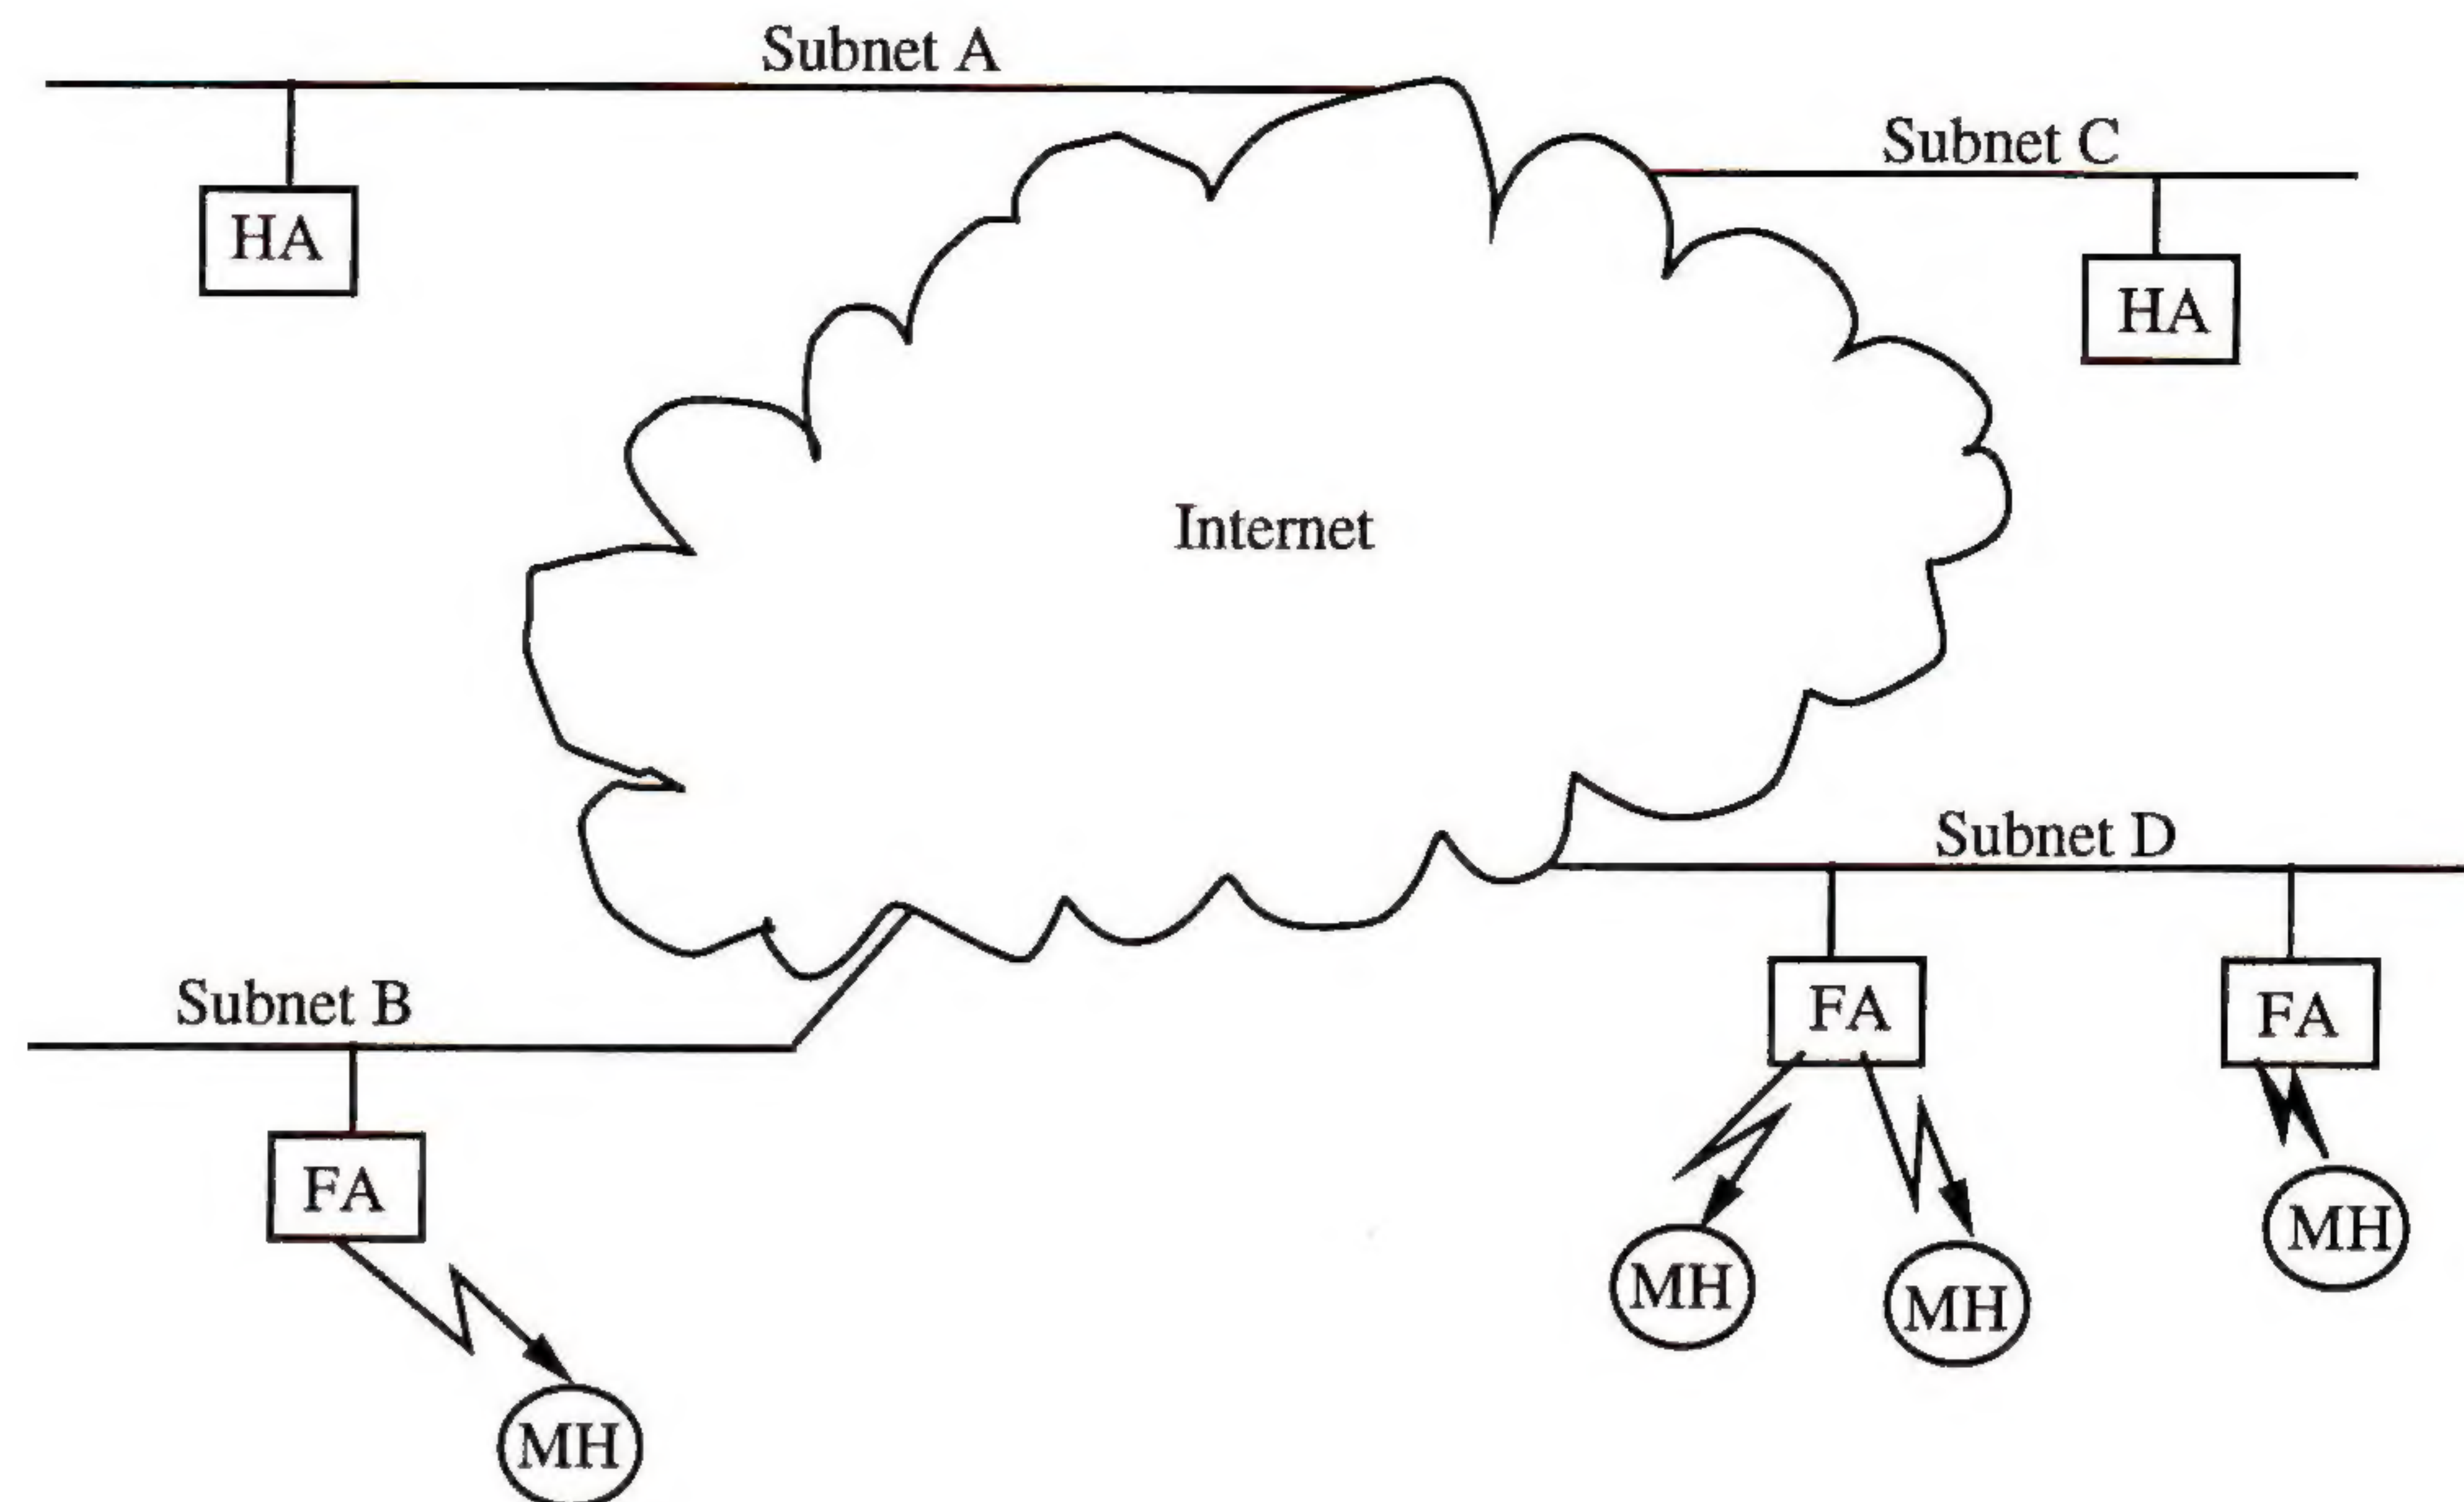 Subnet A
Subnet C
HA
HA
Internet
Subnet D
Subnet B
FA
FA
FA
MH
MH
MH
MH